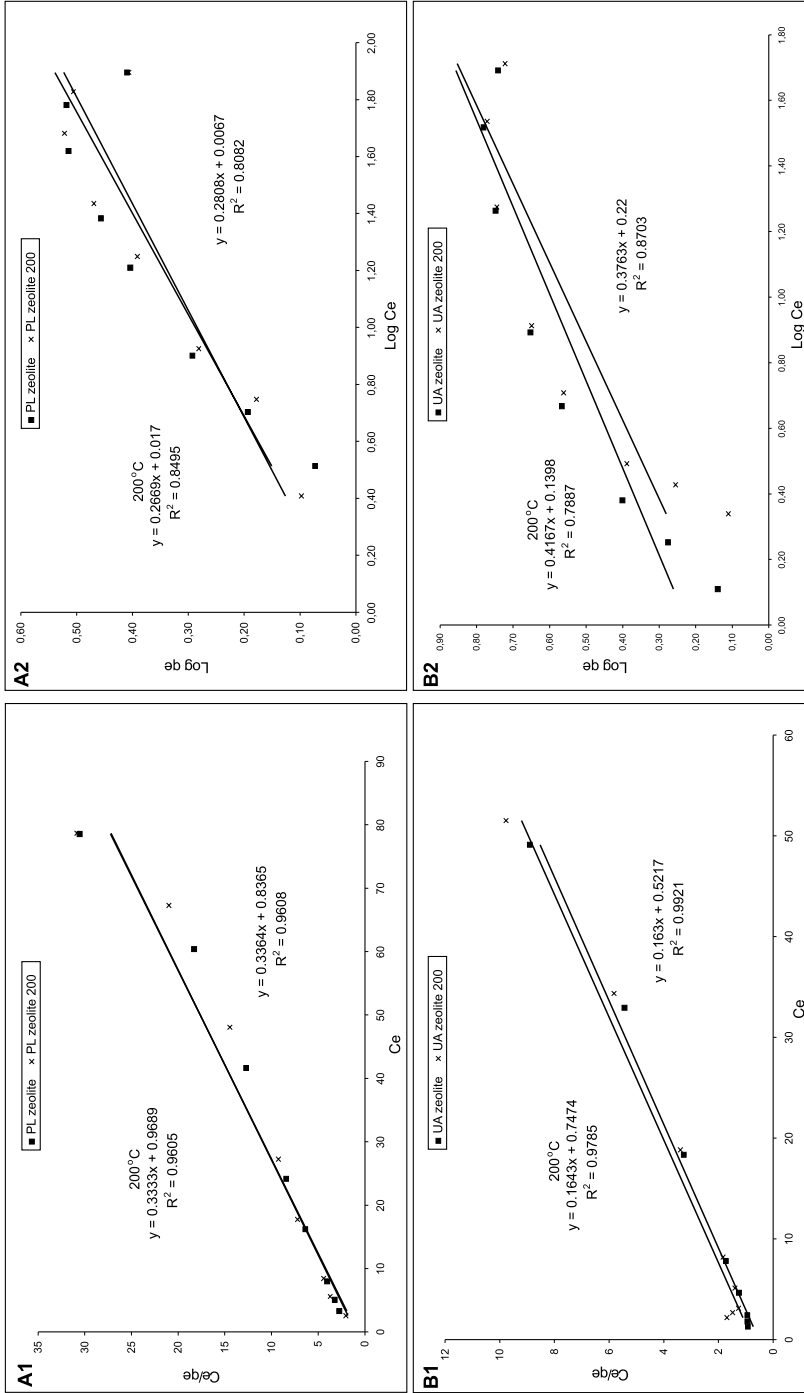 A1
PL zeolite × PL zeolite 200
35
30
25
20
15
10
5
0
Ce/qe
200°C
y = 0.3333x + 0.9689
R² = 0.9605
y = 0.3364x + 0.8365
R² = 0.9608
0 10 20 30 40 50 60 70 80 90
Ce
A2
PL zeolite × PL zeolite 200
0,60
0,50
0,40
0,30
0,20
0,10
0,00
Log qe
200°C
y = 0.2669x + 0.017
R² = 0.8495
y = 0.2808x + 0.0067
R² = 0.8082
0,00 0,20 0,40 0,60 0,80 1,00 1,20 1,40 1,60 1,80 2,00
Log Ce
B1
UA zeolite × UA zeolite 200
12
10
8
6
4
2
0
Ce/qe
200°C
y = 0.1643x + 0.7474
R² = 0.9785
y = 0.163x + 0.5217
R² = 0.9921
0 10 20 30 40 50 60
Ce
B2
UA zeolite × UA zeolite 200
0.90
0.80
0.70
0.60
0.50
0.40
0.30
0.20
0.10
0.00
Log qe
200°C
y = 0.4167x + 0.1398
R² = 0.7887
y = 0.3763x + 0.22
R² = 0.8703
0.00 0.20 0.40 0.60 0.80 1.00 1.20 1.40 1.60 1.80
Log Ce